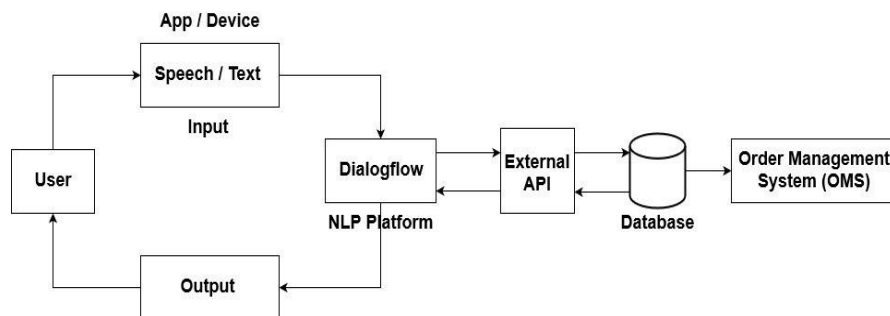 App / Device
Speech / Text
Input
User
Dialogflow
NLP Platform
External
API
Database
Order Management
System (OMS)
Output